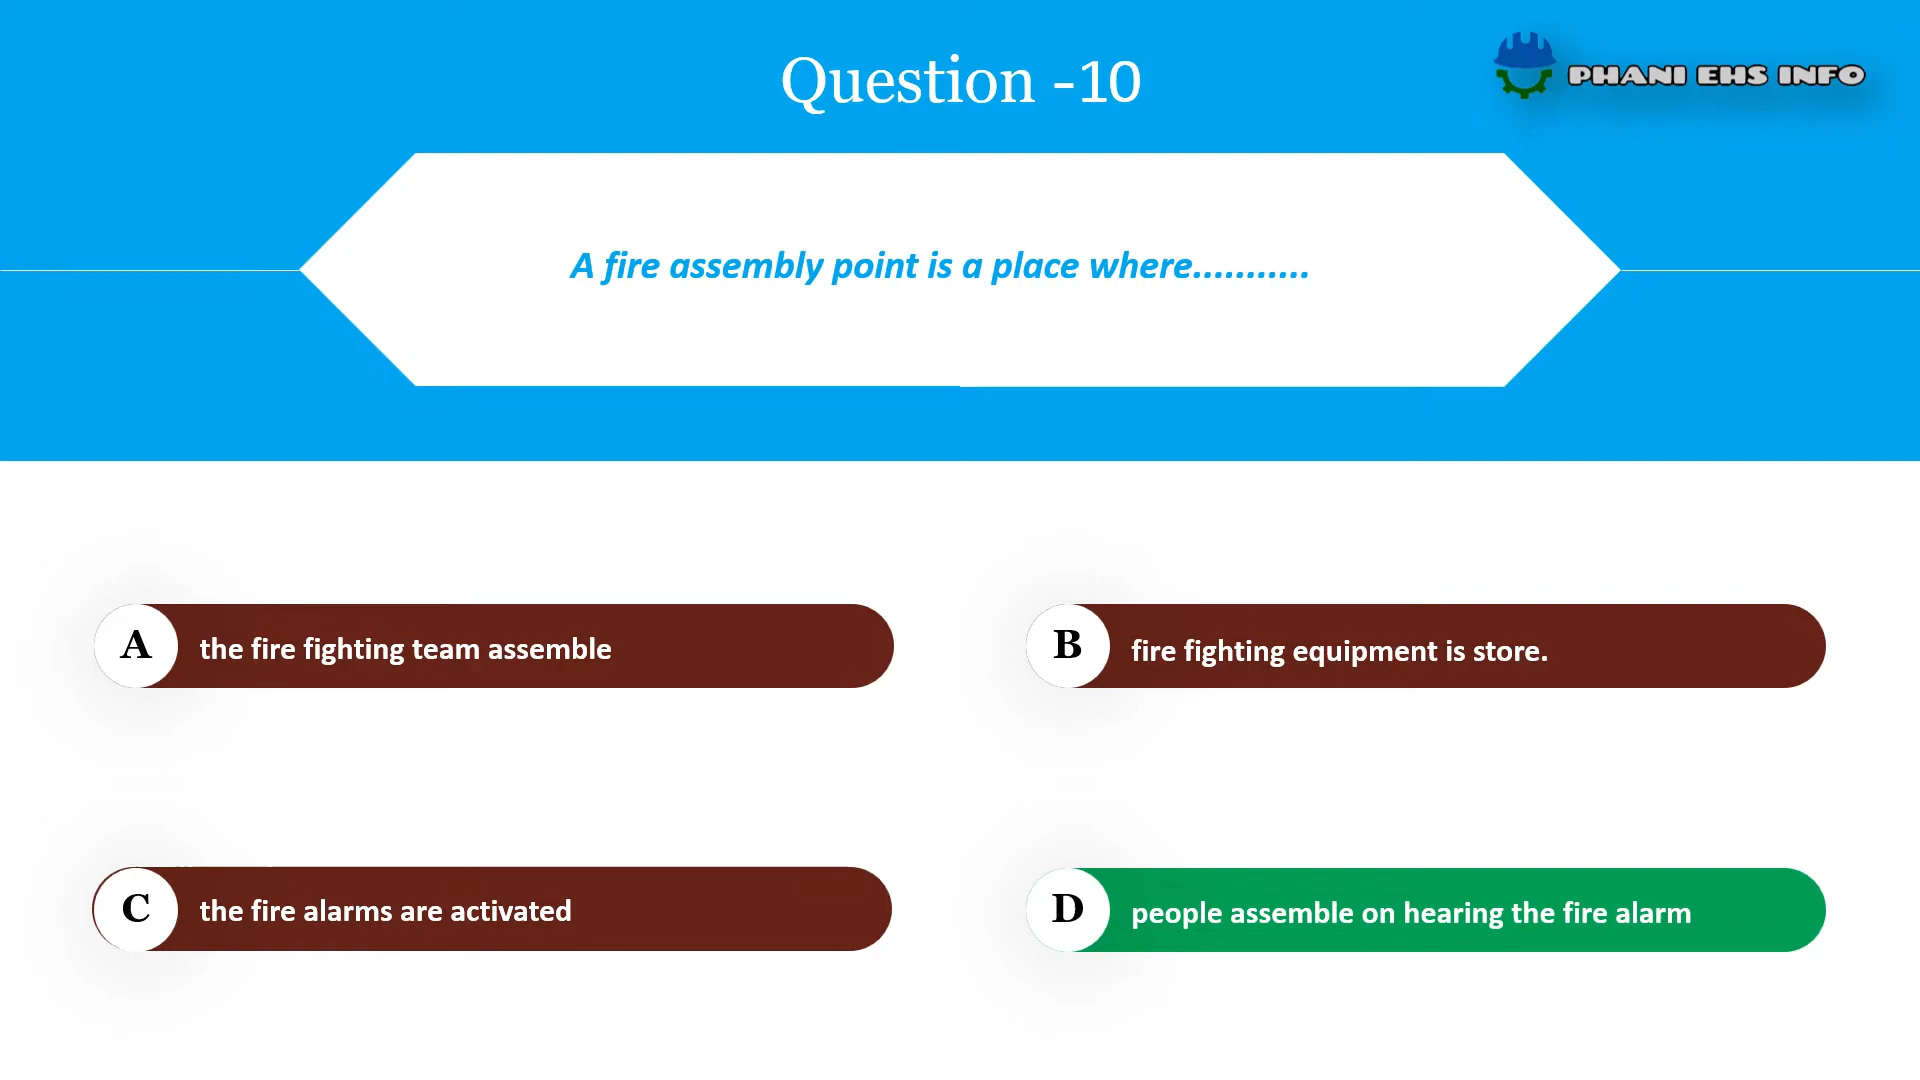 Question -10
PHANI EHS INFO
A fire assembly point is a place where...........
A the fire fighting team assemble
B fire fighting equipment is store.
C the fire alarms are activated
D people assemble on hearing the fire alarm